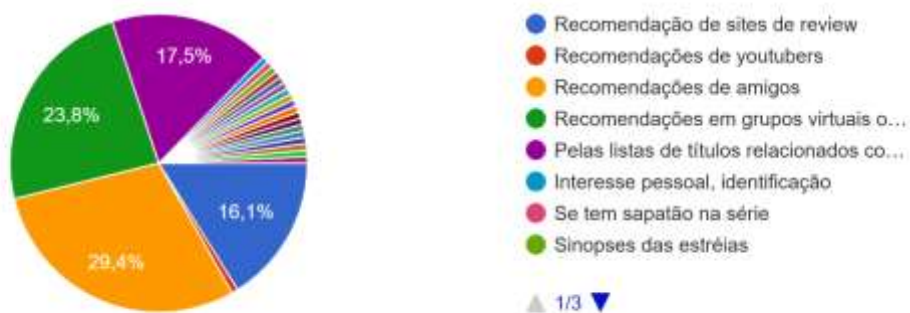 17,5%
23,8%
16,1%
29,4%
Recomendação de sites de review
Recomendações de youtubers
Recomendações de amigos
Recomendações em grupos virtuais o...
Pelas listas de títulos relacionados co...
Interesse pessoal, identificação
Se tem sapatão na série
Sinopses das estréias
1/3